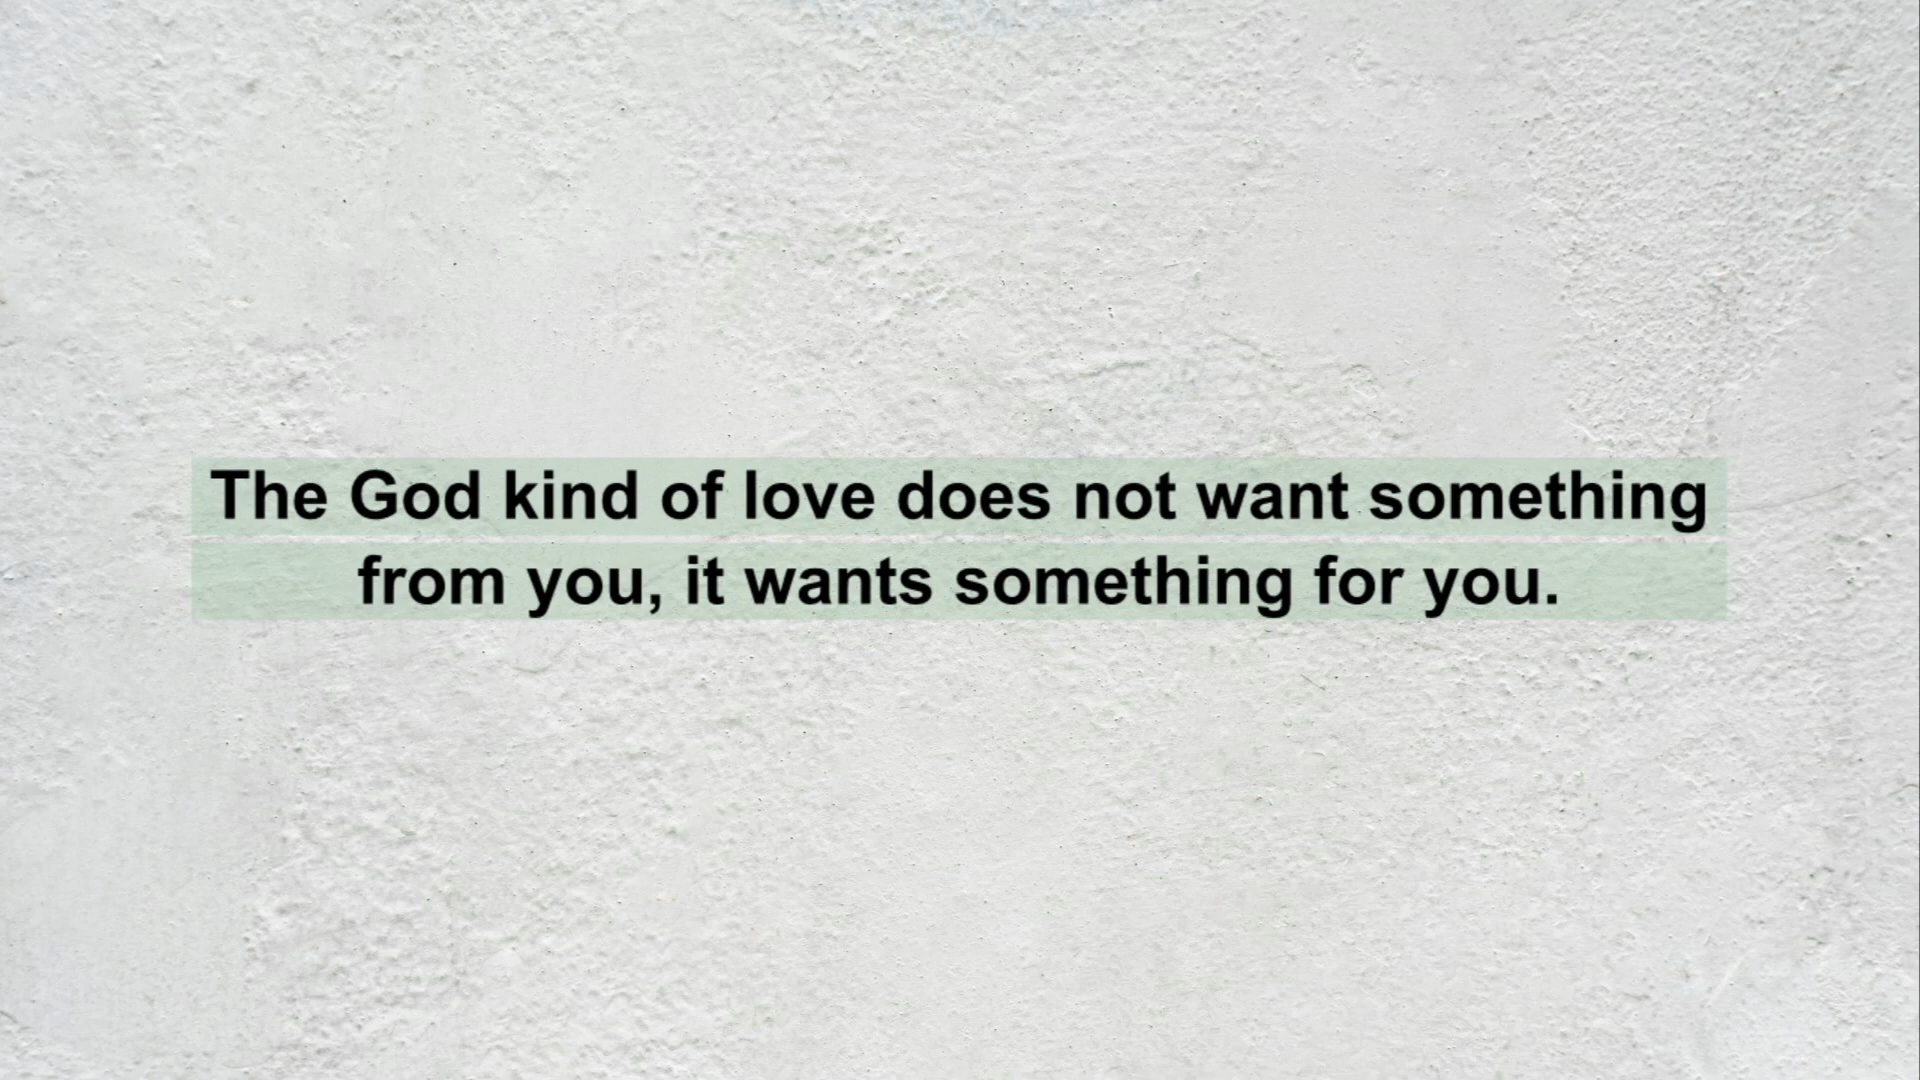 The God kind of love does not want something
from you, it wants something for you.